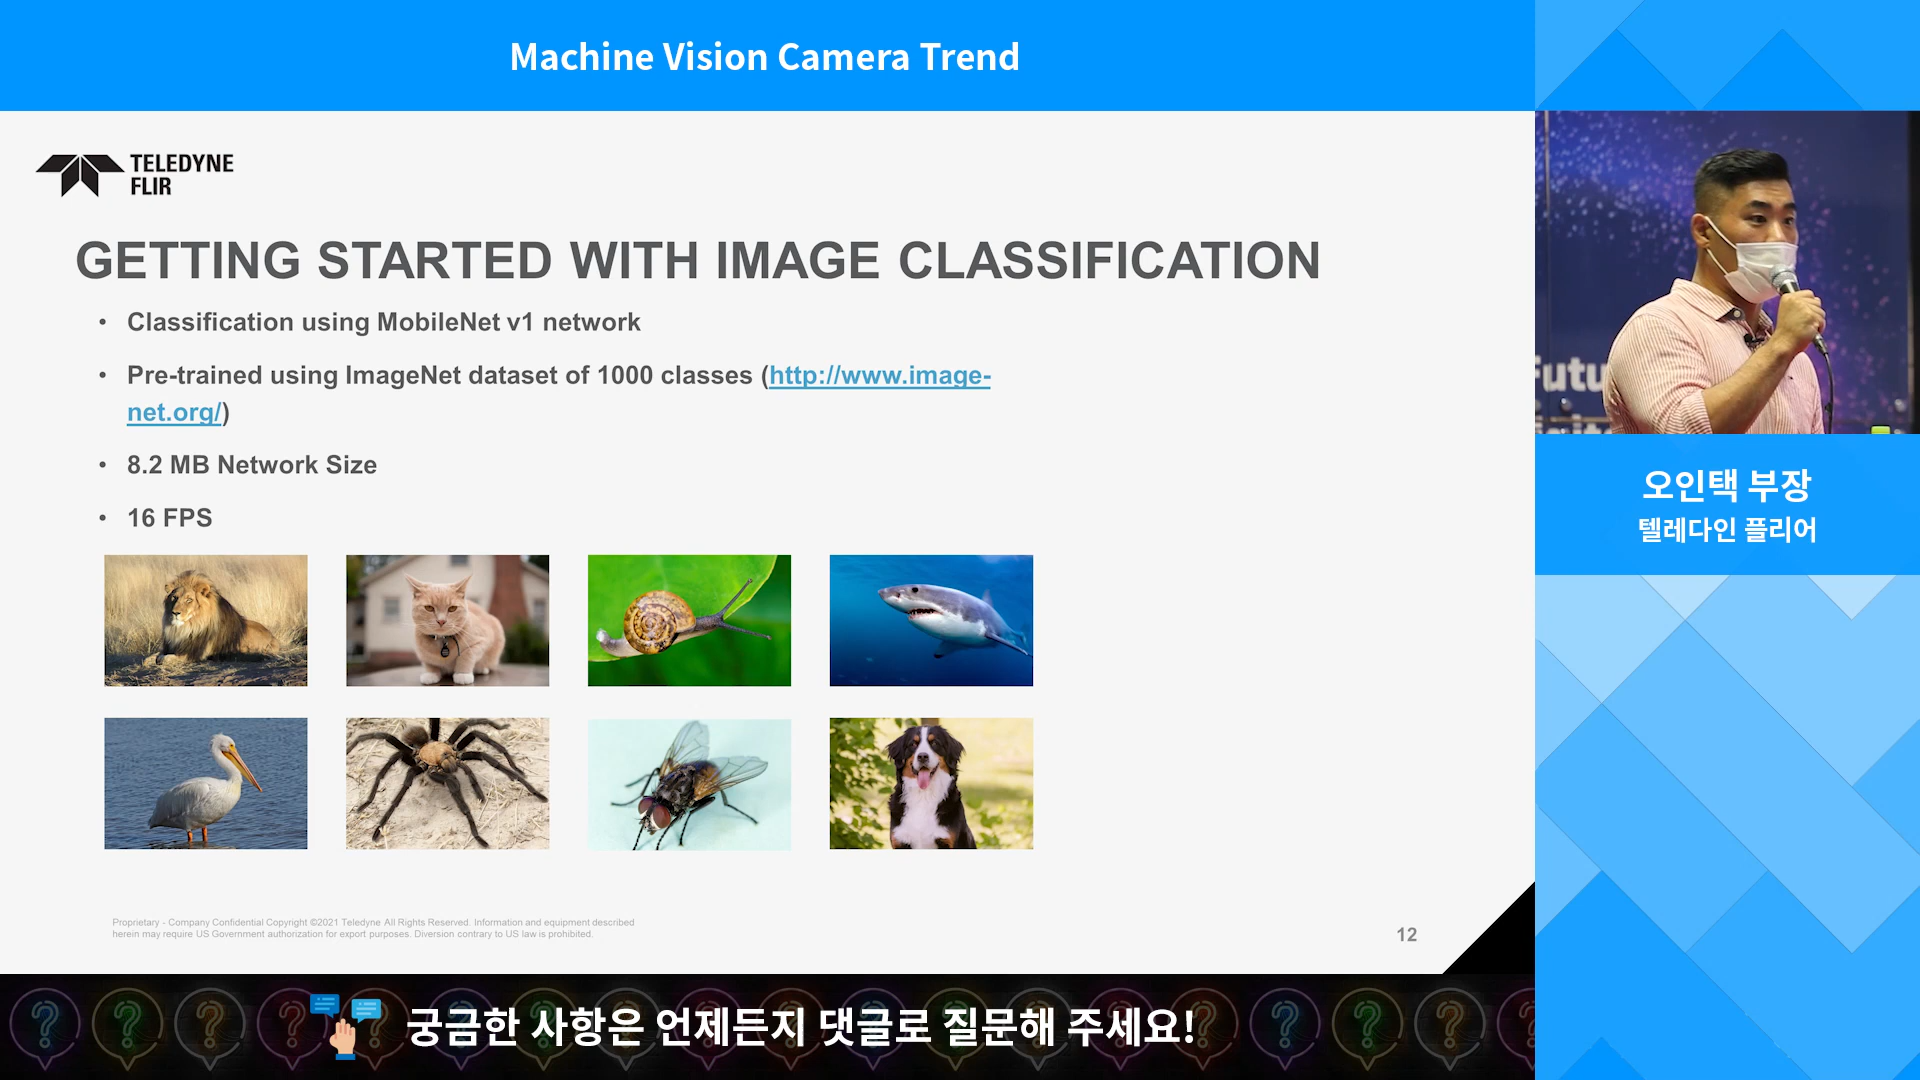 Machine Vision Camera Trend
TELEDYNE
FLIR
GETTING STARTED WITH IMAGE CLASSIFICATION
• Classification using MobileNet v1 network
• Pre-trained using ImageNet dataset of 1000 classes (http://www.image-
net.org/)
• 8.2 MB Network Size
• 16 FPS
Proprietary - Company Confidential Copyright ©2021 Teledyne All Rights Reserved. Information and equipment described
herein may require US Government authorization for export purposes. Diversion contrary to US law is prohibited.
12
오인택 부장
텔레다인 플리어
궁금한 사항은 언제든지 댓글로 질문해 주세요!